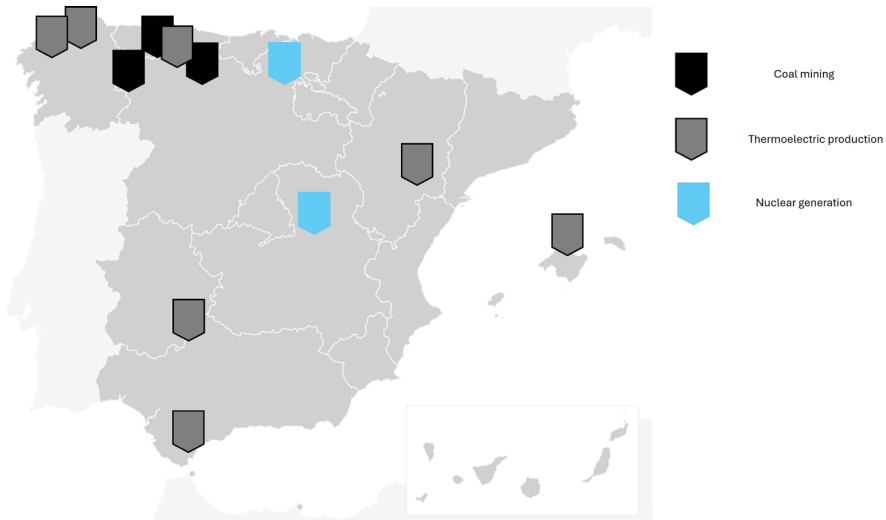 Coal mining
Thermoelectric production
Nuclear generation